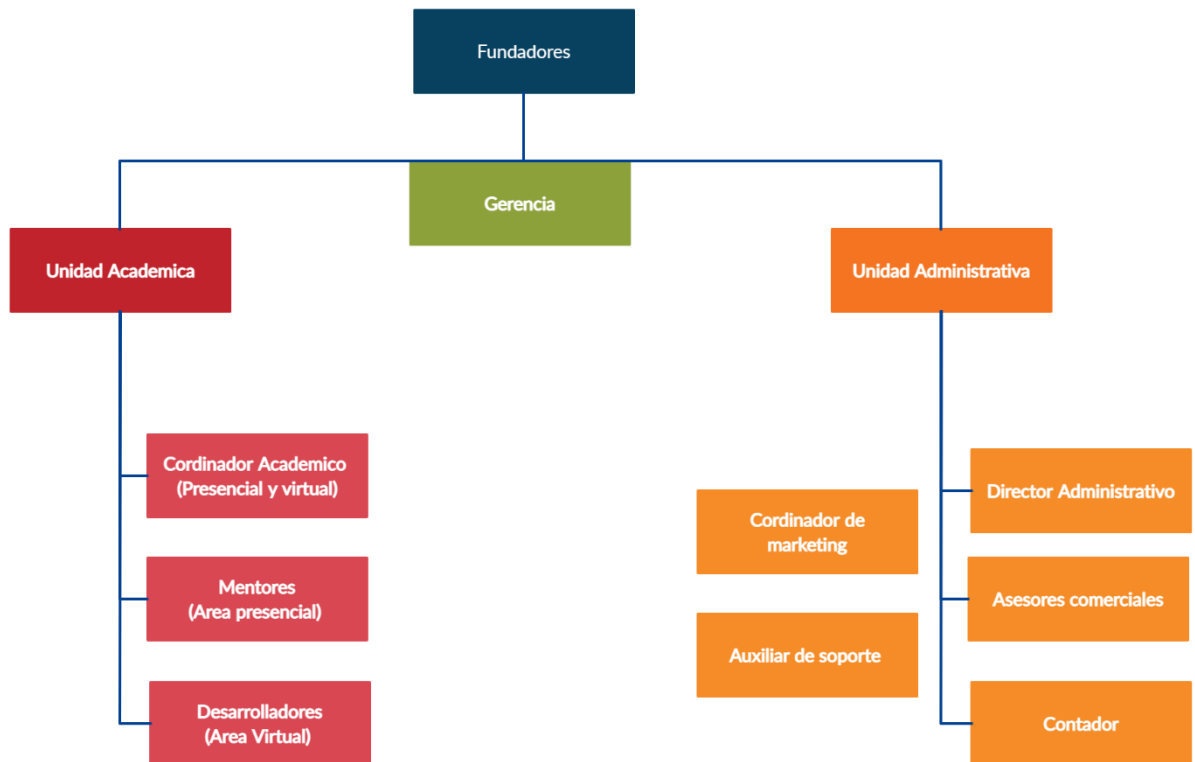 Fundadores
Gerencia
Unidad Academica
Unidad Administrativa
Cordinador Academico
(Presencial y virtual)
Mentores
(Area presencial)
Desarrolladores
(Area Virtual)
Cordinador de
marketing
Auxiliar de soporte
Director Administrativo
Asesores comerciales
Contador